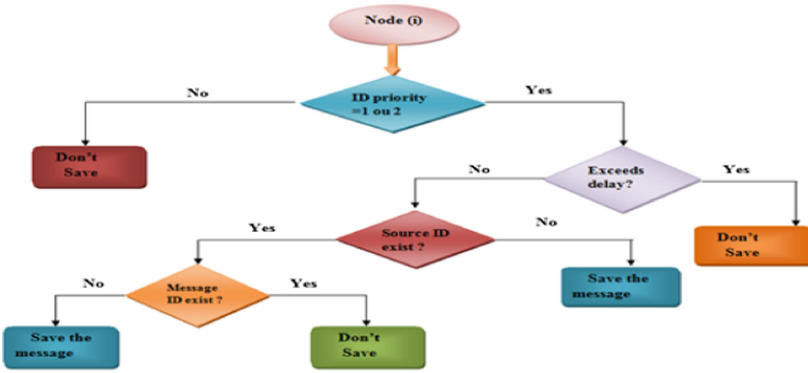 Node (i)
No
Yes
ID priority
=1 ou 2
Don't
Save
No
Exceeds
delay?
Yes
Yes
Source ID
exist ?
No
Don't
Save
No
Message
ID exist ?
Yes
Save the
message
Save the
message
Don't
Save